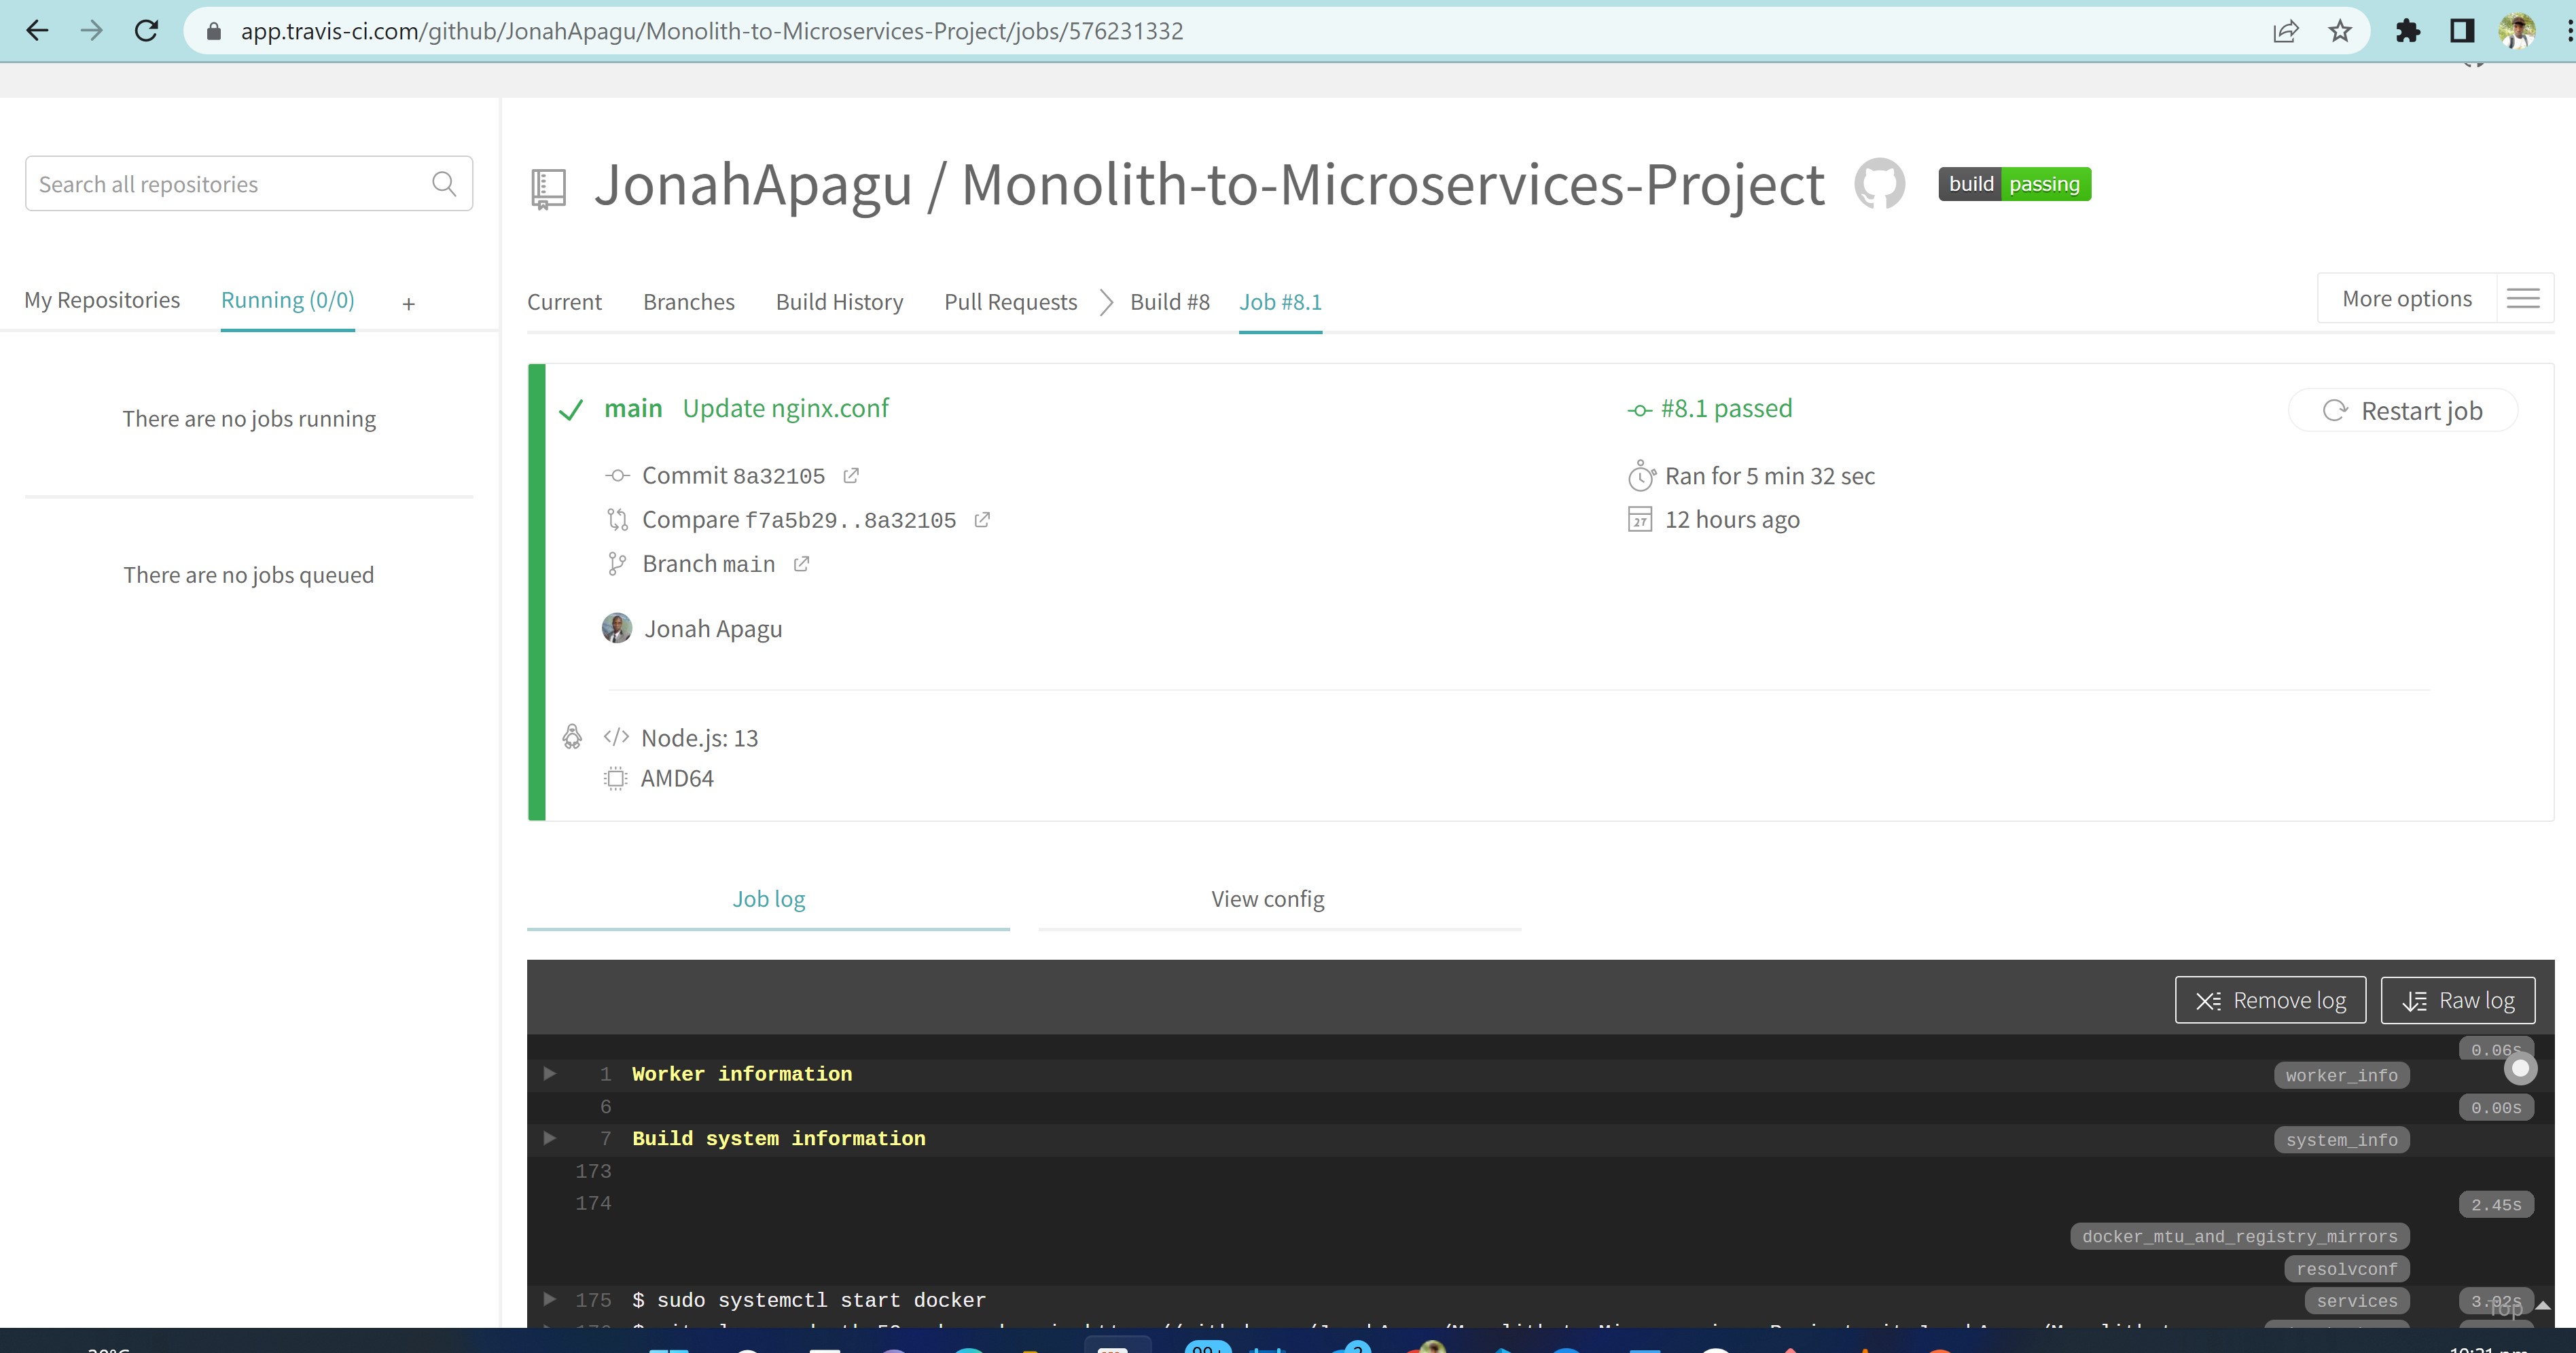 app.travis-ci.com/github/JonahApagu/Monolith-to-Microservices-Project/jobs/576231332
Search all repositories
JonahApagu / Monolith-to-Microservices-Project
build passing
My Repositories
Running (0/0)
+
Current
Branches
Build History
Pull Requests
Build #8
Job #8.1
More options
There are no jobs running
There are no jobs queued
main Update nginx.conf
#8.1 passed
Restart job
Commit 8a32105
Ran for 5 min 32 sec
Compare f7a5b29..8a32105
27
12 hours ago
Branch main
Jonah Apagu
</> Node.js: 13
AMD64
Job log
View config
Remove log
Raw log
0.06s
1 Worker information
worker_info
6
0.00s
7 Build system information
system_info
173
174
2.45s
docker_mtu_and_registry_mirrors
resolvconf
175 $ sudo systemctl start docker
services
3.02s
Top
99+
2